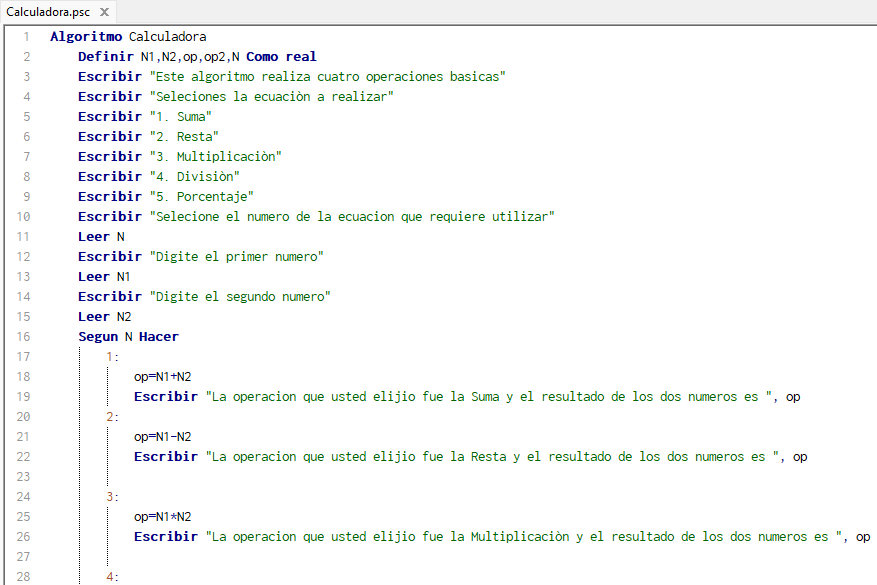 Calculadora.psc ×
1 Algoritmo Calculadora
2 Definir N1,N2,op,op2,N Como real
3 Escribir "Este algoritmo realiza cuatro operaciones basicas"
4 Escribir "Seleciones la ecuaciòn a realizar"
5 Escribir "1. Suma"
6 Escribir "2. Resta"
7 Escribir "3. Multiplicaciòn"
8 Escribir "4. Divisiòn"
9 Escribir "5. Porcentaje"
10 Escribir "Selecione el numero de la ecuacion que requiere utilizar"
11 Leer N
12 Escribir "Digite el primer numero"
13 Leer N1
14 Escribir "Digite el segundo numero"
15 Leer N2
16 Segun N Hacer
17 1:
18 op=N1+N2
19 Escribir "La operacion que usted elijio fue la Suma y el resultado de los dos numeros es ", op
20 2:
21 op=N1-N2
22 Escribir "La operacion que usted elijio fue la Resta y el resultado de los dos numeros es ", op
23
24 3:
25 op=N1*N2
26 Escribir "La operacion que usted elijio fue la Multiplicaciòn y el resultado de los dos numeros es ", op
27
28 4: